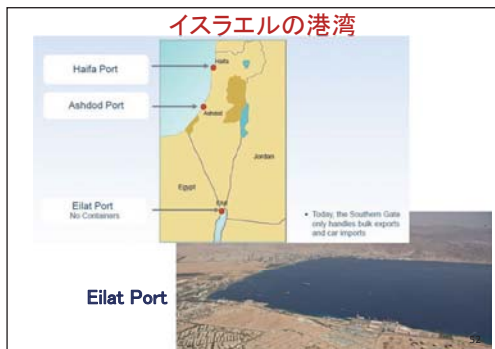 イスラエルの港湾
Haifa Port
Haifa
Ashdod Port
Ashdod
Jordan
Egypt
Eilat Port
No Containers
Eilat
• Today, the Southern Gate
only handles bulk exports
and car imports
Eilat Port
52